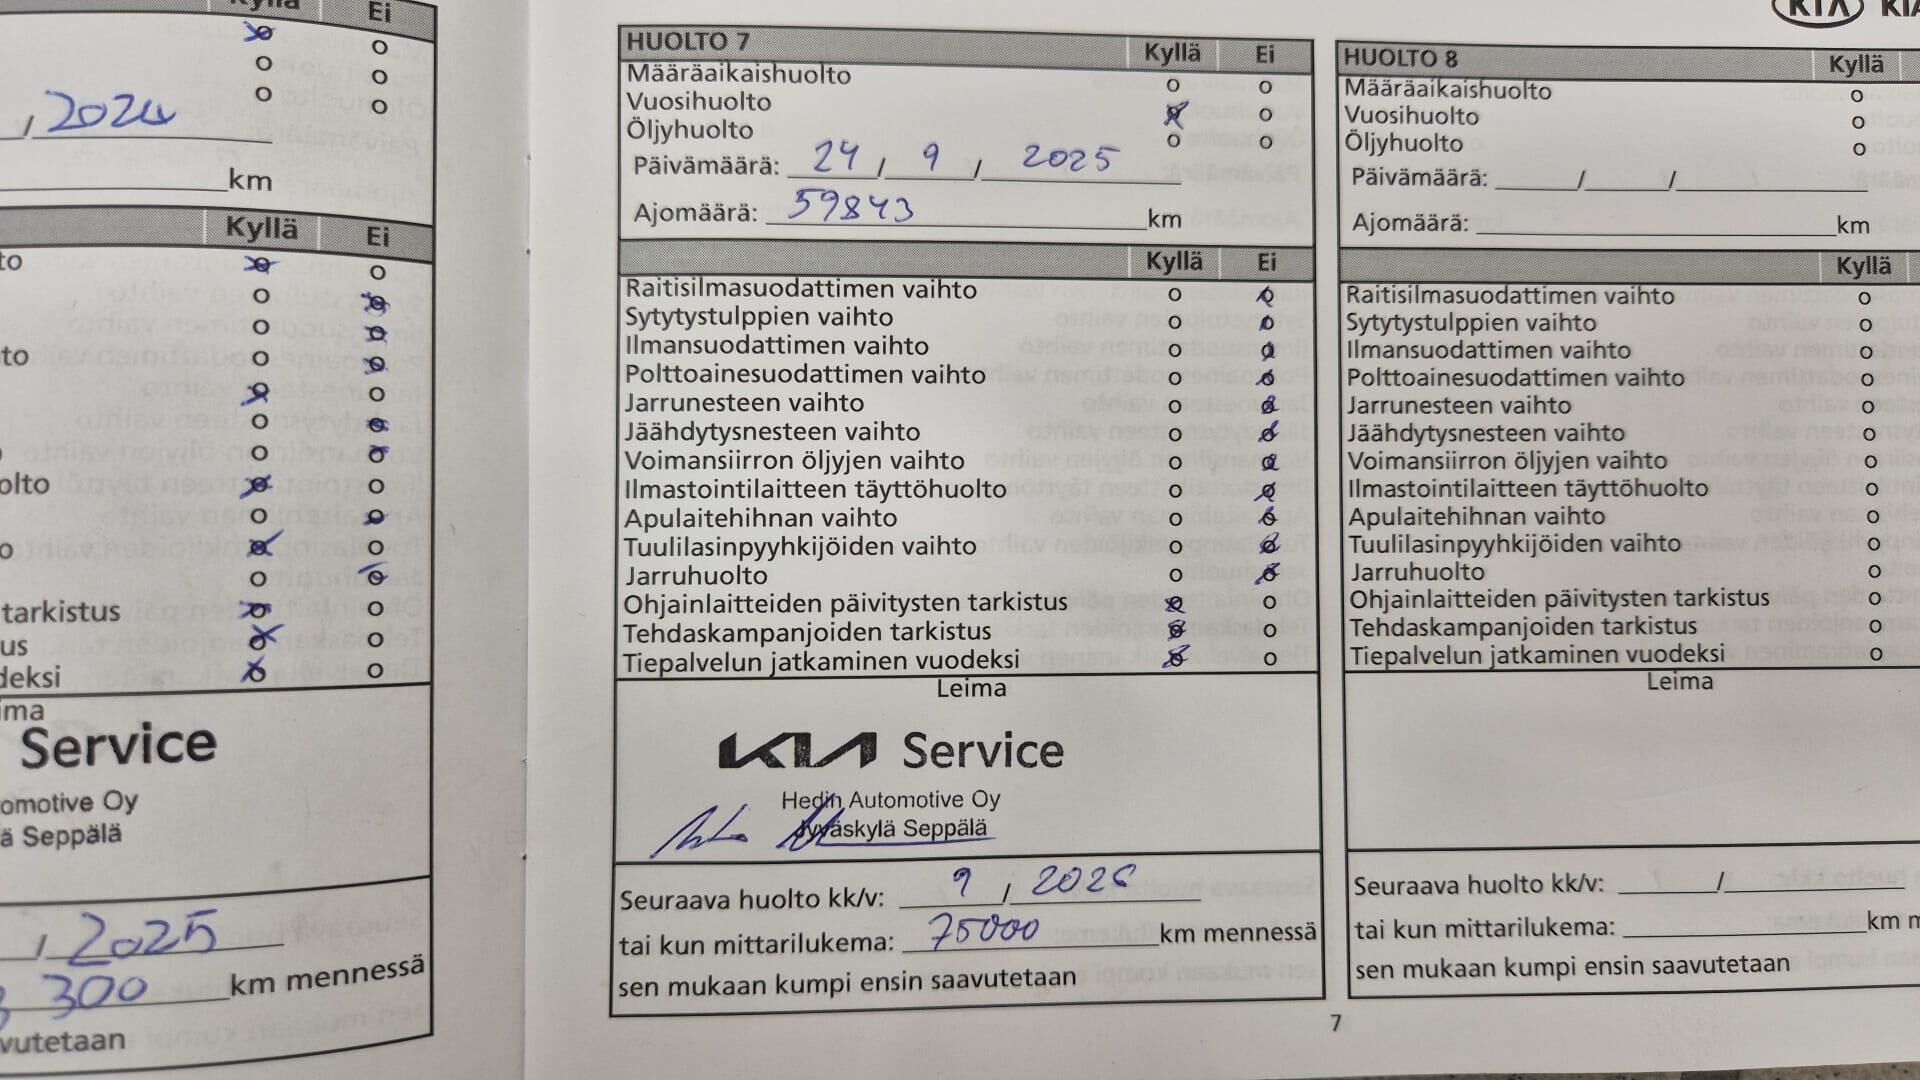 Kyllä Ei
/ 2024
km
Kyllä Ei
to
to
olto
o
tarkistus
us
deksi
ima
Service
omotive Oy
ä Seppälä
/ 2025
300 km mennessä
vutetaan
HUOLTO 7 Kyllä Ei
Määräaikaishuolto o o
Vuosihuolto o
Öljyhuolto o o
Päivämäärä: 24 / 9 / 2025
Ajomäärä: 59843 km
Kyllä Ei
Raitisilmasuodattimen vaihto
Sytytystulppien vaihto
Ilmansuodattimen vaihto
Polttoainesuodattimen vaihto
Jarrunesteen vaihto
Jäähdytysnesteen vaihto
Voimansiirron öljyjen vaihto
Ilmastointilaitteen täyttöhuolto
Apulaitehihnan vaihto
Tuulilasinpyyhkijöiden vaihto
Jarruhuolto
Ohjainlaitteiden päivitysten tarkistus
Tehdaskampanjoiden tarkistus
Tiepalvelun jatkaminen vuodeksi
Leima
KIA Service
Hedin Automotive Oy
Jyväskylä Seppälä
Seuraava huolto kk/v: 9 / 2026
tai kun mittarilukema: 75000 km mennessä
sen mukaan kumpi ensin saavutetaan
7
KIA KIA
HUOLTO 8 Kyllä
Määräaikaishuolto
Vuosihuolto
Öljyhuolto
Päivämäärä: / /
Ajomäärä: km
Kyllä
Raitisilmasuodattimen vaihto
Sytytystulppien vaihto
Ilmansuodattimen vaihto
Polttoainesuodattimen vaihto
Jarrunesteen vaihto
Jäähdytysnesteen vaihto
Voimansiirron öljyjen vaihto
Ilmastointilaitteen täyttöhuolto
Apulaitehihnan vaihto
Tuulilasinpyyhkijöiden vaihto
Jarruhuolto
Ohjainlaitteiden päivitysten tarkistus
Tehdaskampanjoiden tarkistus
Tiepalvelun jatkaminen vuodeksi
Leima
Seuraava huolto kk/v: /
tai kun mittarilukema: km m
sen mukaan kumpi ensin saavutetaan